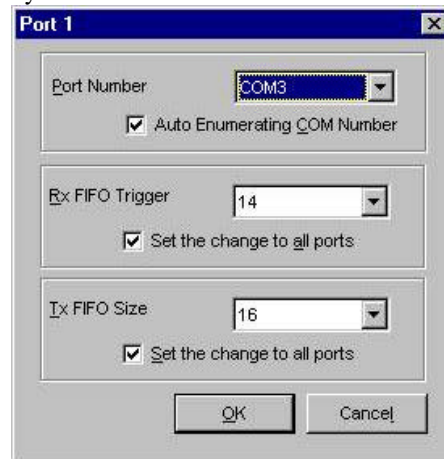 Port 1
Port Number COM3
Auto Enumerating COM Number
Rx FIFO Trigger 14
Set the change to all ports
Tx FIFO Size 16
Set the change to all ports
OK Cancel